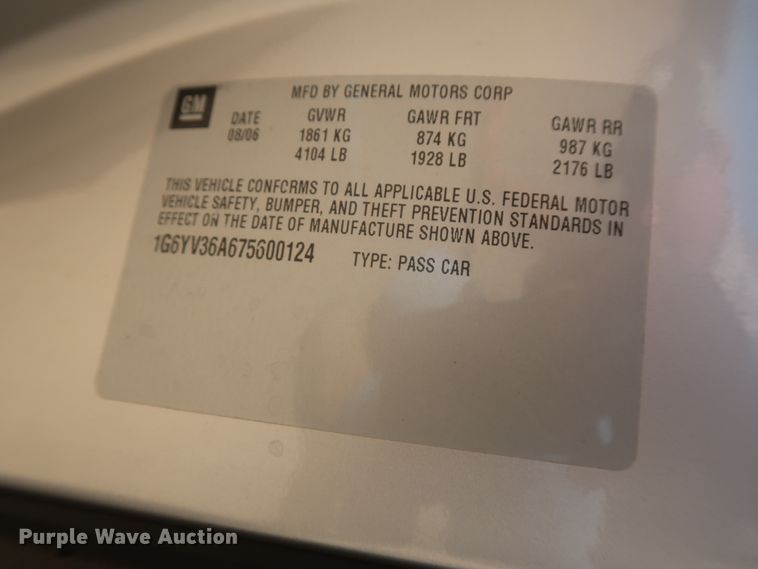 GM
MFD BY GENERAL MOTORS CORP
DATE GVWR GAWR FRT GAWR RR
08/06 1861 KG 874 KG 987 KG
4104 LB 1928 LB 2176 LB
THIS VEHICLE CONFORMS TO ALL APPLICABLE U.S. FEDERAL MOTOR
VEHICLE SAFETY, BUMPER, AND THEFT PREVENTION STANDARDS IN
EFFECT ON THE DATE OF MANUFACTURE SHOWN ABOVE.
1G6YV36A675600124 TYPE: PASS CAR
Purple Wave Auction